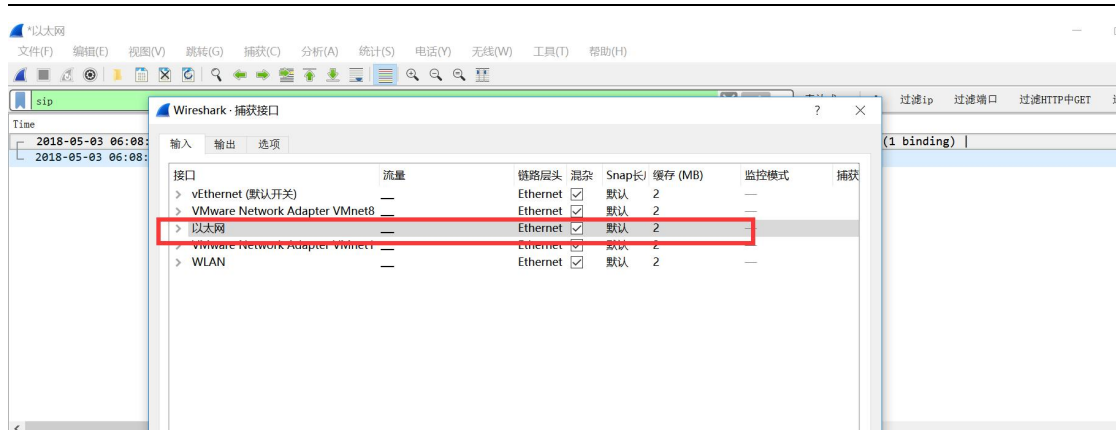 *以太网
文件(F) 编辑(E) 视图(V) 跳转(G) 捕获(C) 分析(A) 统计(S) 电话(Y) 无线(W) 工具(T) 帮助(H)
sip
过滤ip 过滤端口 过滤HTTP中GET
Wireshark · 捕获接口 ?
Time
2018-05-03 06:08: (1 binding) |
2018-05-03 06:08:
输入 输出 选项
接口 流量 链路层头 混杂 Snap长 缓存 (MB) 监控模式 捕获
vEthernet (默认开关) Ethernet 默认 2 —
VMware Network Adapter VMnet8 Ethernet 默认 2 —
以太网 Ethernet 默认 2 —
VMware Network Adapter VMnet1 Ethernet 默认 2 —
WLAN Ethernet 默认 2 —